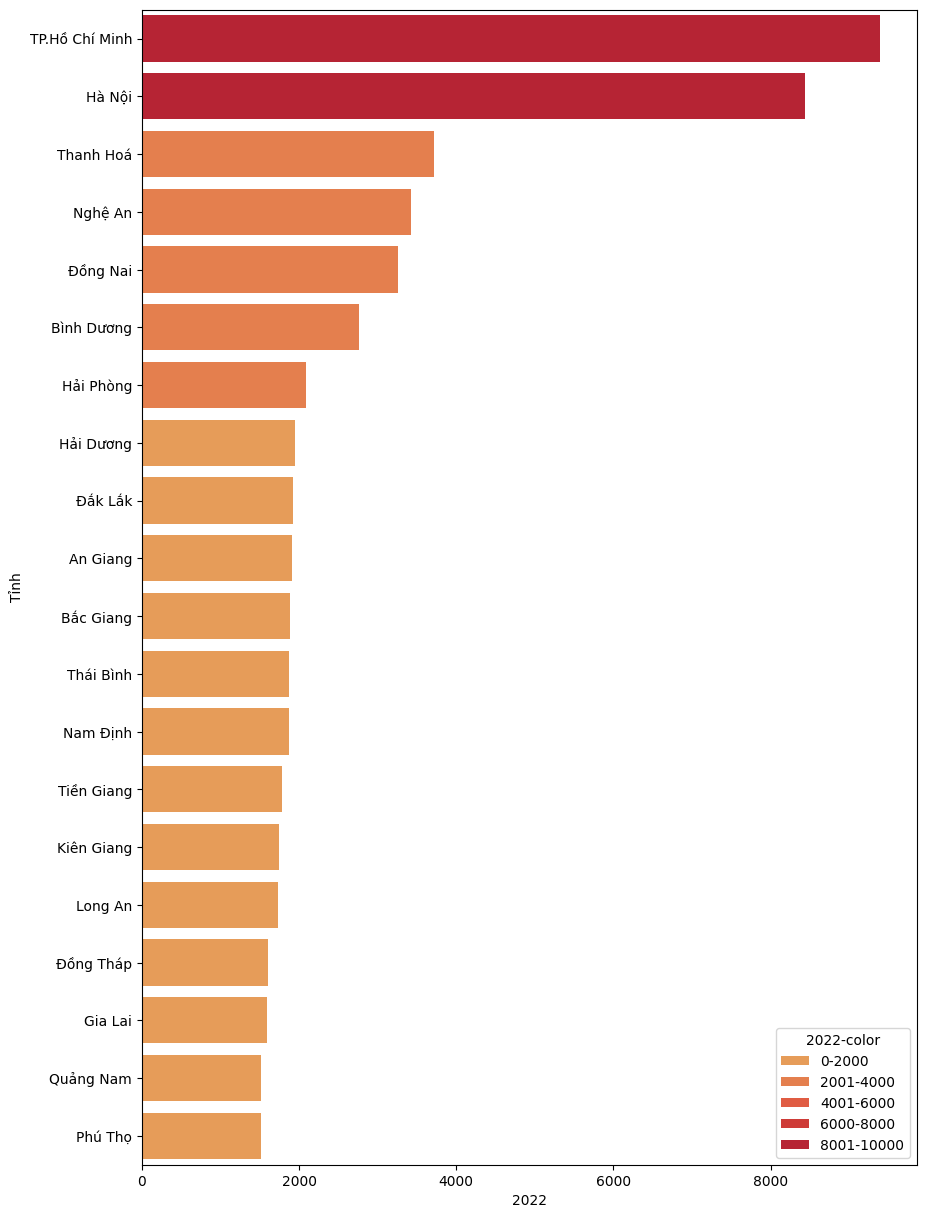 TP.Hồ Chí Minh
Hà Nội
Thanh Hoá
Nghệ An
Đồng Nai
Bình Dương
Hải Phòng
Hải Dương
Đắk Lắk
An Giang
Bắc Giang
Thái Bình
Nam Định
Tiền Giang
Kiên Giang
Long An
Đồng Tháp
Gia Lai
Quảng Nam
Phú Thọ
Tỉnh
0 2000 4000 6000 8000
2022
2022-color
0-2000
2001-4000
4001-6000
6000-8000
8001-10000